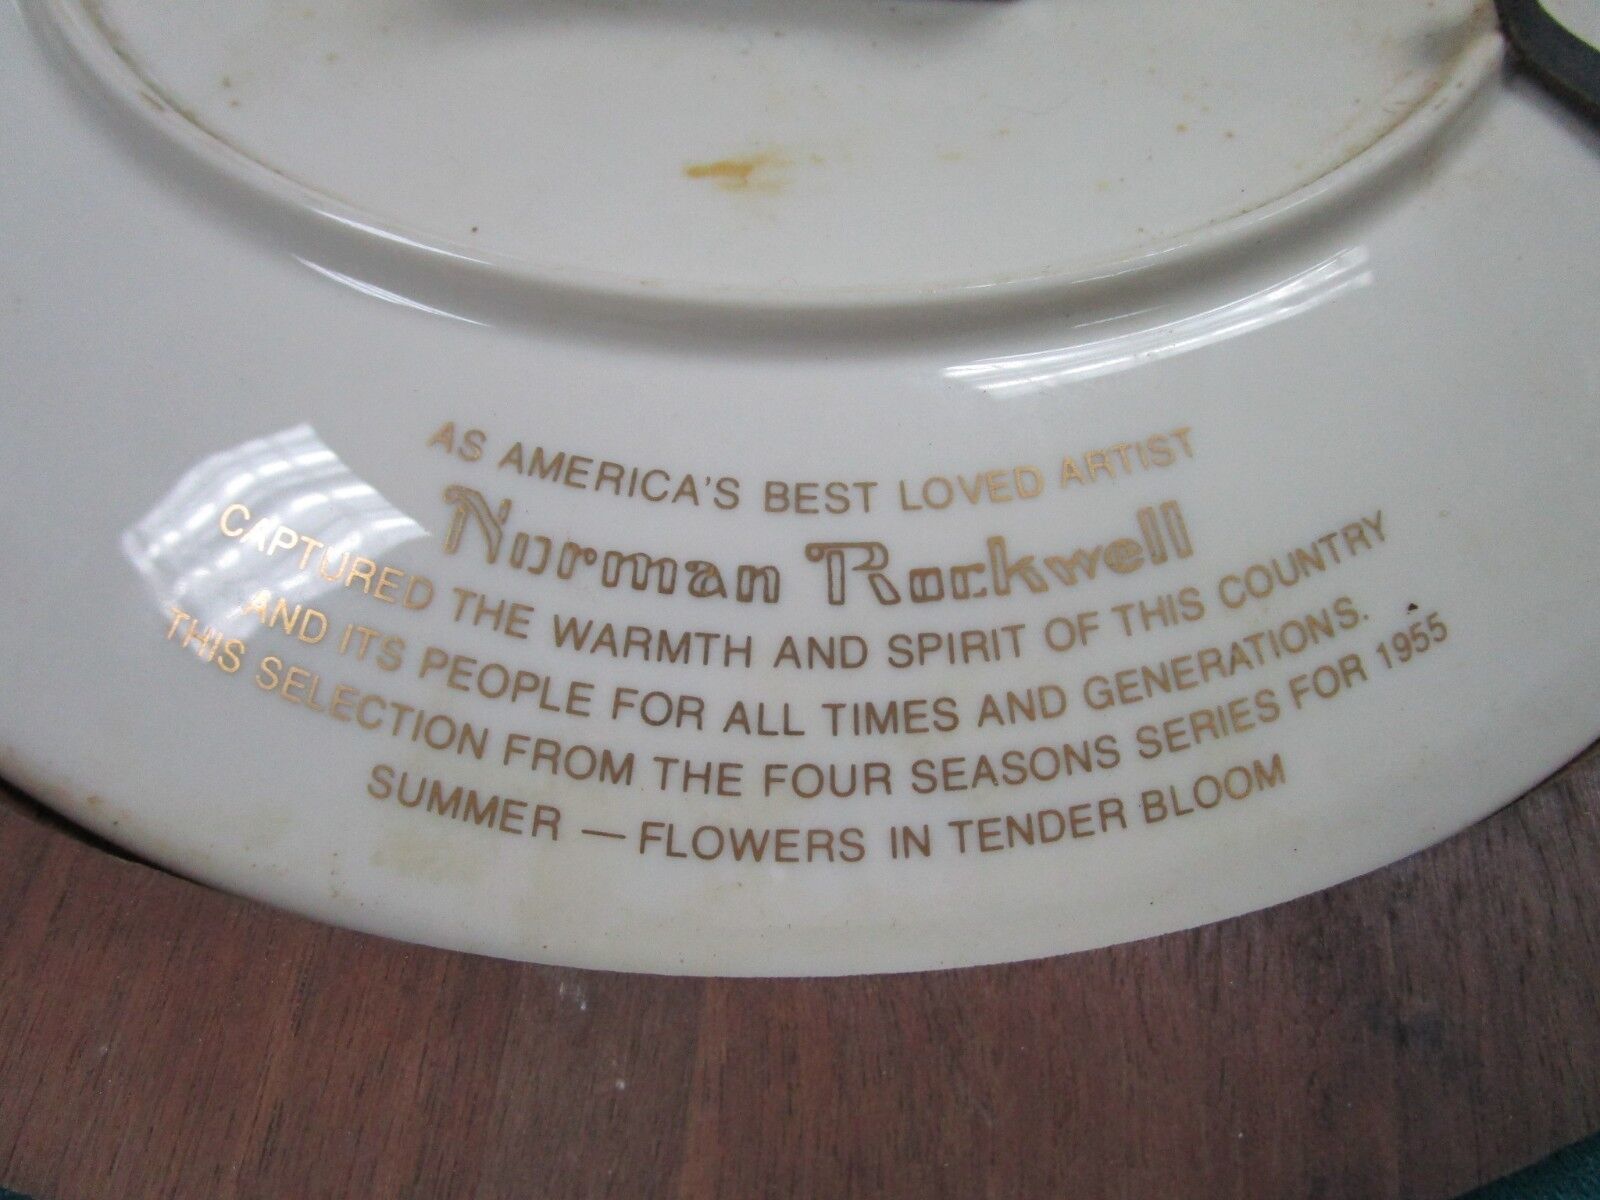 AS AMERICA'S BEST LOVED ARTIST
Norman Rockwell
CAPTURED THE WARMTH AND SPIRIT OF THIS COUNTRY
AND ITS PEOPLE FOR ALL TIMES AND GENERATIONS.
THIS SELECTION FROM THE FOUR SEASONS SERIES FOR 1955
SUMMER — FLOWERS IN TENDER BLOOM